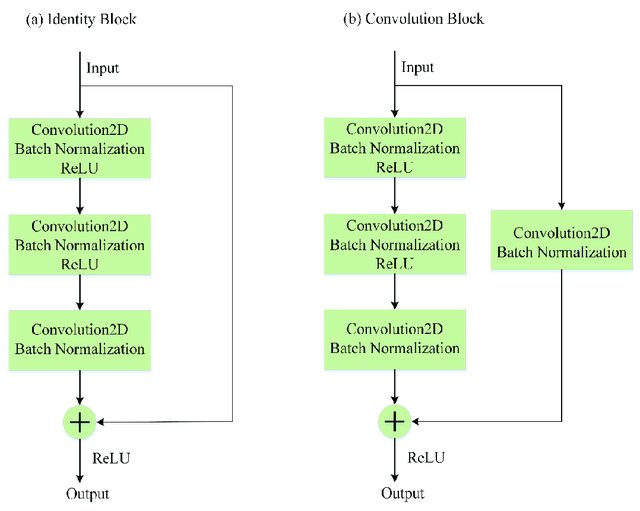 (a) Identity Block
Input
Convolution2D
Batch Normalization
ReLU
Convolution2D
Batch Normalization
ReLU
Convolution2D
Batch Normalization
+
ReLU
Output
(b) Convolution Block
Input
Convolution2D
Batch Normalization
ReLU
Convolution2D
Batch Normalization
ReLU
Convolution2D
Batch Normalization
Convolution2D
Batch Normalization
+
ReLU
Output